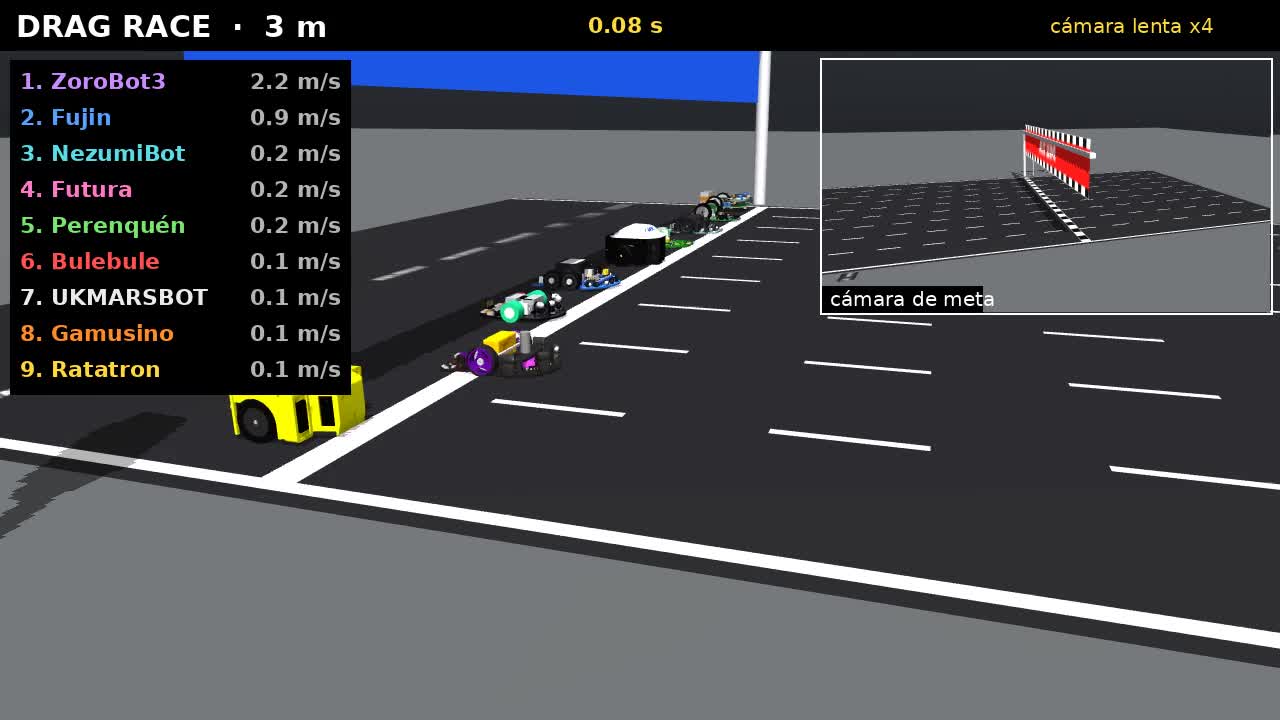 DRAG RACE · 3 m
0.08 s
cámara lenta x4
1. ZoroBot3 2.2 m/s
2. Fujin 0.9 m/s
3. NezumiBot 0.2 m/s
4. Futura 0.2 m/s
5. Perenquén 0.2 m/s
6. Bulebule 0.1 m/s
7. UKMARSBOT 0.1 m/s
8. Gamusino 0.1 m/s
9. Ratatron 0.1 m/s
cámara de meta